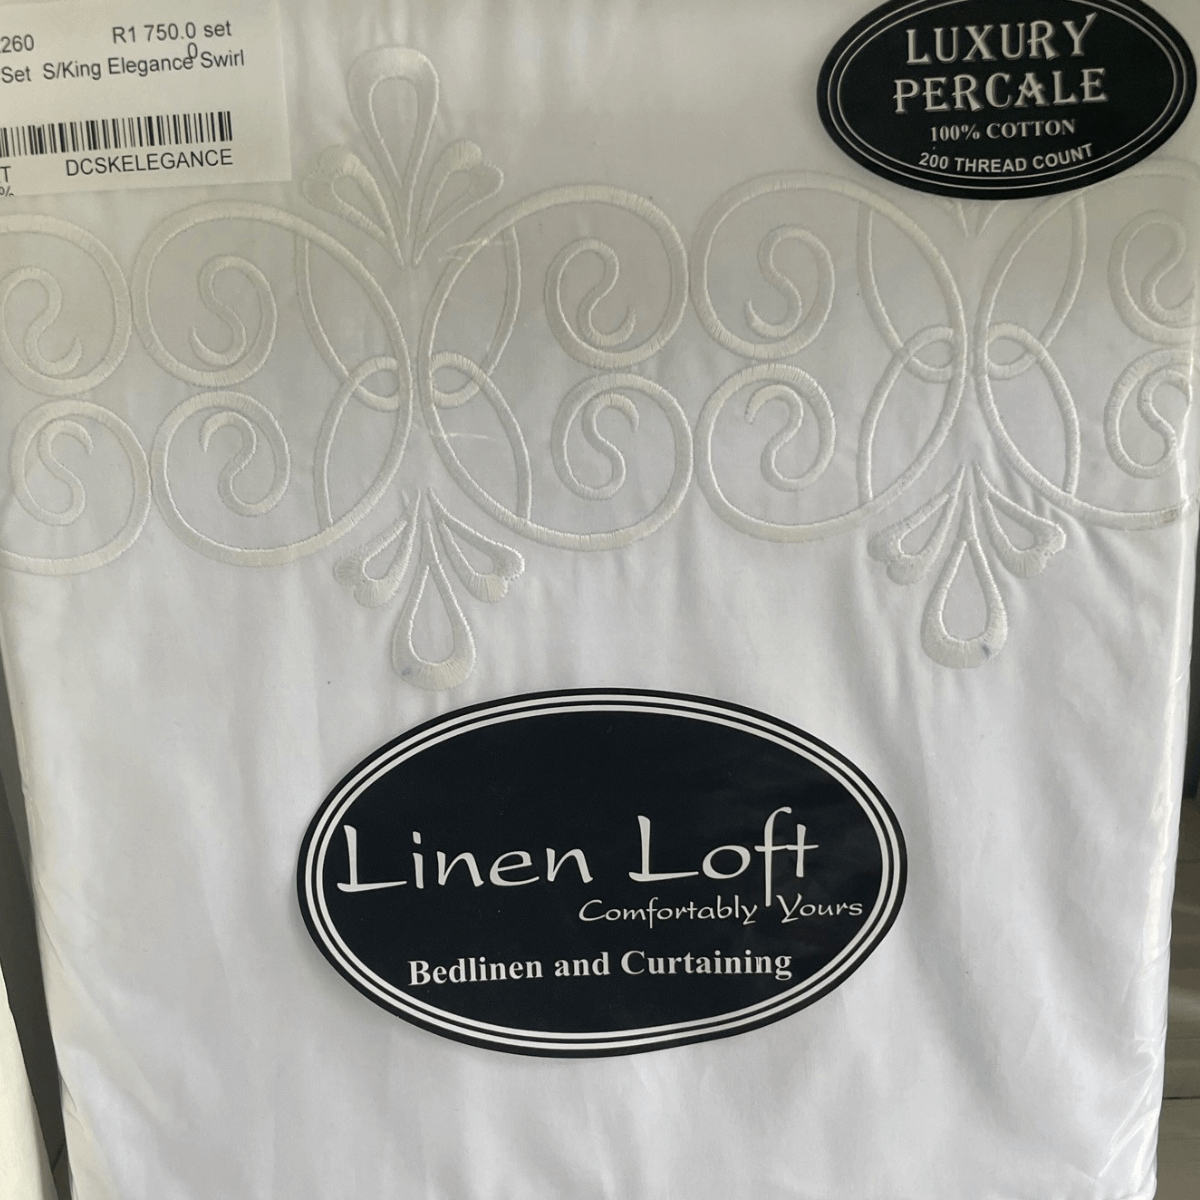 260 R1 750.0 set
0
Set S/King Elegance Swirl
DCSKELEGANCE
T
%
LUXURY
PERCALE
100% COTTON
200 THREAD COUNT
Linen Loft
Comfortably Yours
Bedlinen and Curtaining